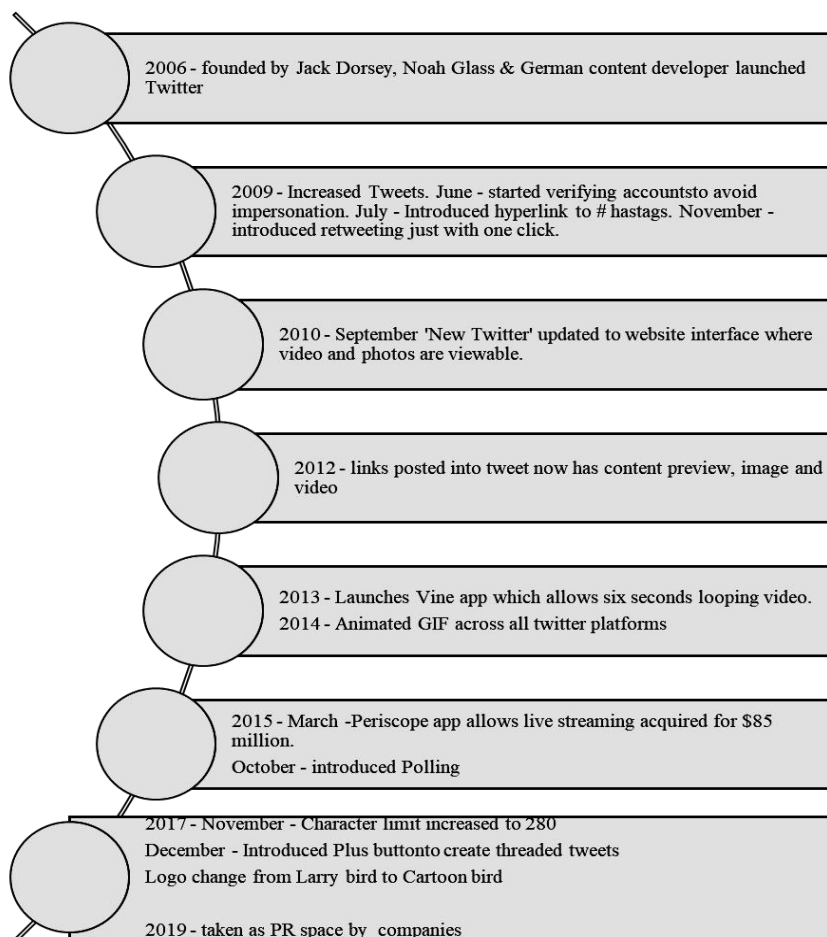 2006 - founded by Jack Dorsey, Noah Glass & German content developer launched
Twitter
2009 - Increased Tweets. June - started verifying accountsto avoid
impersonation. July - Introduced hyperlink to # hastags. November -
introduced retweeting just with one click.
2010 - September 'New Twitter' updated to website interface where
video and photos are viewable.
2012 - links posted into tweet now has content preview, image and
video
2013 - Launches Vine app which allows six seconds looping video.
2014 - Animated GIF across all twitter platforms
2015 - March -Periscope app allows live streaming acquired for $85
million.
October - introduced Polling
2017 - November - Character limit increased to 280
December - Introduced Plus buttonto create threaded tweets
Logo change from Larry bird to Cartoon bird
2019 - taken as PR space by companies